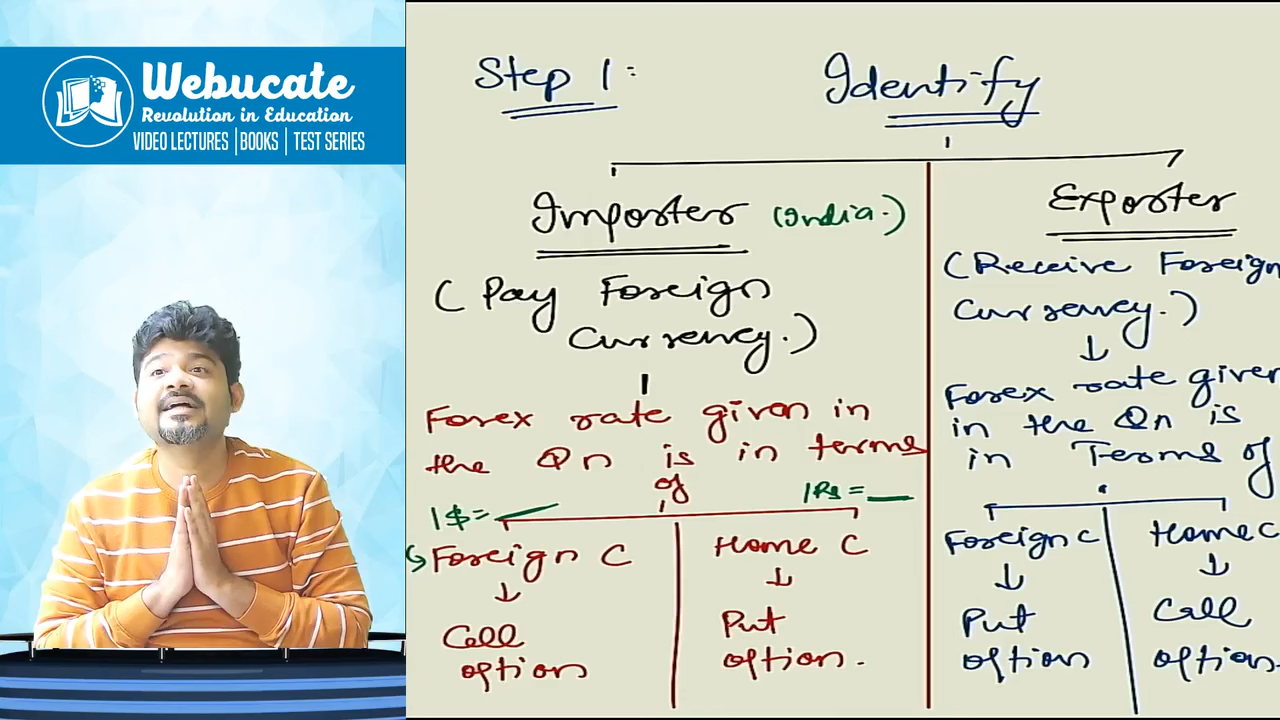 Webucate
Revolution in Education
VIDEO LECTURES | BOOKS | TEST SERIES
Step 1: Identify
Importer (India.)
(Pay Foreign
Currency.)
Forex rate given in
the Qn is in terms
of
1$ =
1Rs =
Foreign C
Call
option
Home C
Put
option.
Exporter
(Receive Foreign
Currency.)
Forex rate given
in the Qn is
in Terms of
Foreign C
Put
option
Home C
Call
option.